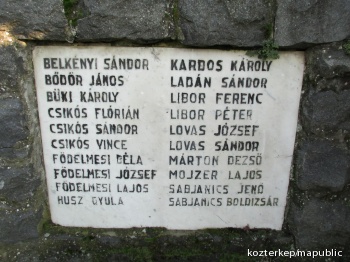 BELKÉNYI SÁNDOR
BŐDÖR JÁNOS
BÜKI KÁROLY
CSIKÓS FLÓRIÁN
CSIKÓS SÁNDOR
CSIKÓS VINCE
FÖDELMESI BÉLA
FÖDELMESI JÓZSEF
FÖDELMESI LAJOS
HUSZ GYULA
KARDOS KÁROLY
LADÁN SÁNDOR
LIBOR FERENC
LIBOR PÉTER
LOVAS JÓZSEF
LOVAS SÁNDOR
MÁRTON DEZSŐ
MOJZER LAJOS
SABJANICS JENŐ
SABJANICS BOLDIZSÁR
kozterkep/mapublic